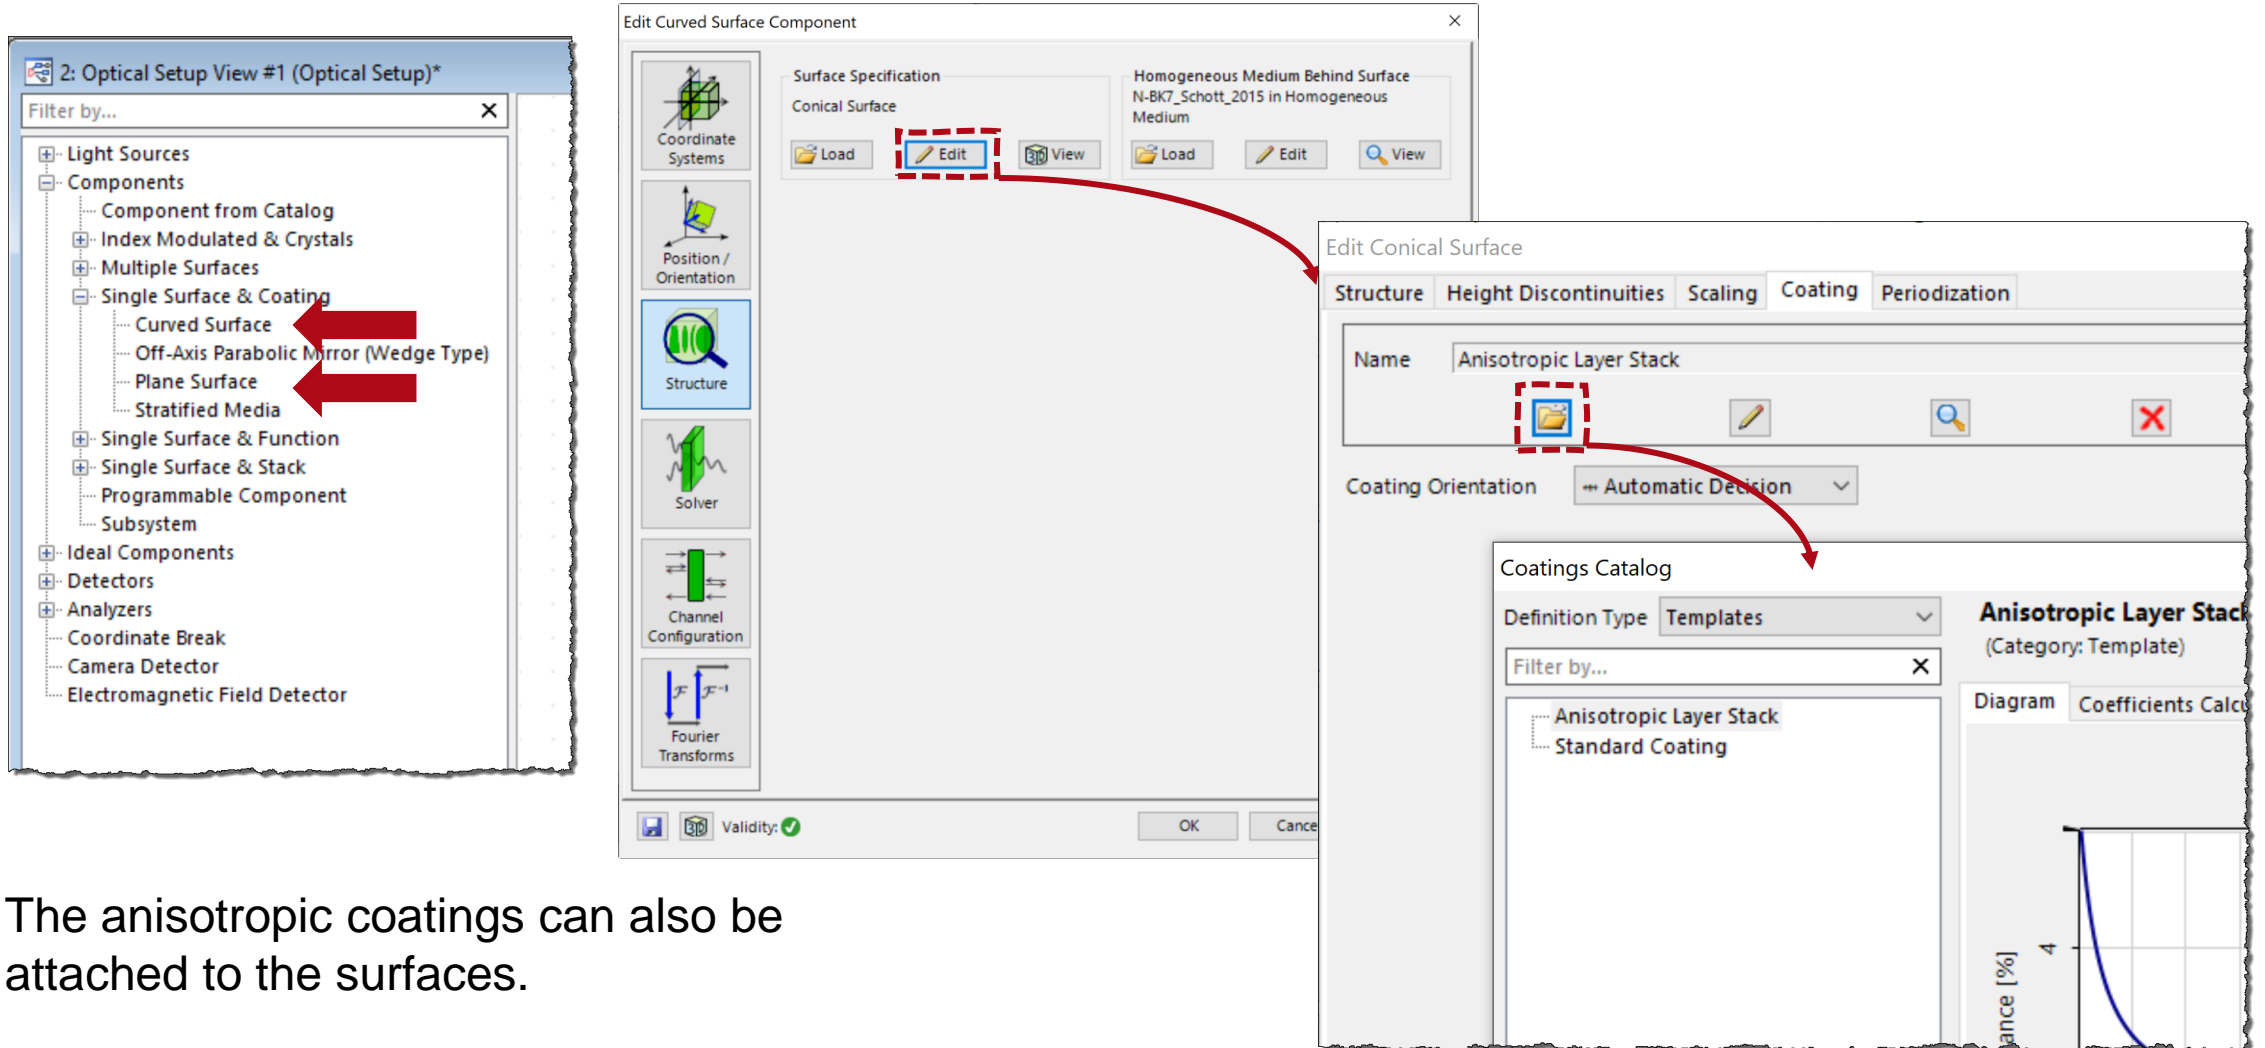 2: Optical Setup View #1 (Optical Setup)*
Filter by...
Light Sources
Components
Component from Catalog
Index Modulated & Crystals
Multiple Surfaces
Single Surface & Coating
Curved Surface
Off-Axis Parabolic Mirror (Wedge Type)
Plane Surface
Stratified Media
Single Surface & Function
Single Surface & Stack
Programmable Component
Subsystem
Ideal Components
Detectors
Analyzers
Coordinate Break
Camera Detector
Electromagnetic Field Detector
Edit Curved Surface Component
Coordinate
Systems
Position /
Orientation
Structure
Solver
Channel
Configuration
F F⁻¹
Fourier
Transforms
Surface Specification
Conical Surface
Load Edit 3D View
Homogeneous Medium Behind Surface
N-BK7_Schott_2015 in Homogeneous
Medium
Load Edit View
3D Validity:
OK Cance
Edit Conical Surface
Structure Height Discontinuities Scaling Coating Periodization
Name Anisotropic Layer Stack
Coating Orientation Automatic Decision
Coatings Catalog
Definition Type Templates
Filter by...
Anisotropic Layer Stack
Standard Coating
Anisotropic Layer Stack
(Category: Template)
Diagram Coefficients Calcu
4
ance [%]
The anisotropic coatings can also be
attached to the surfaces.